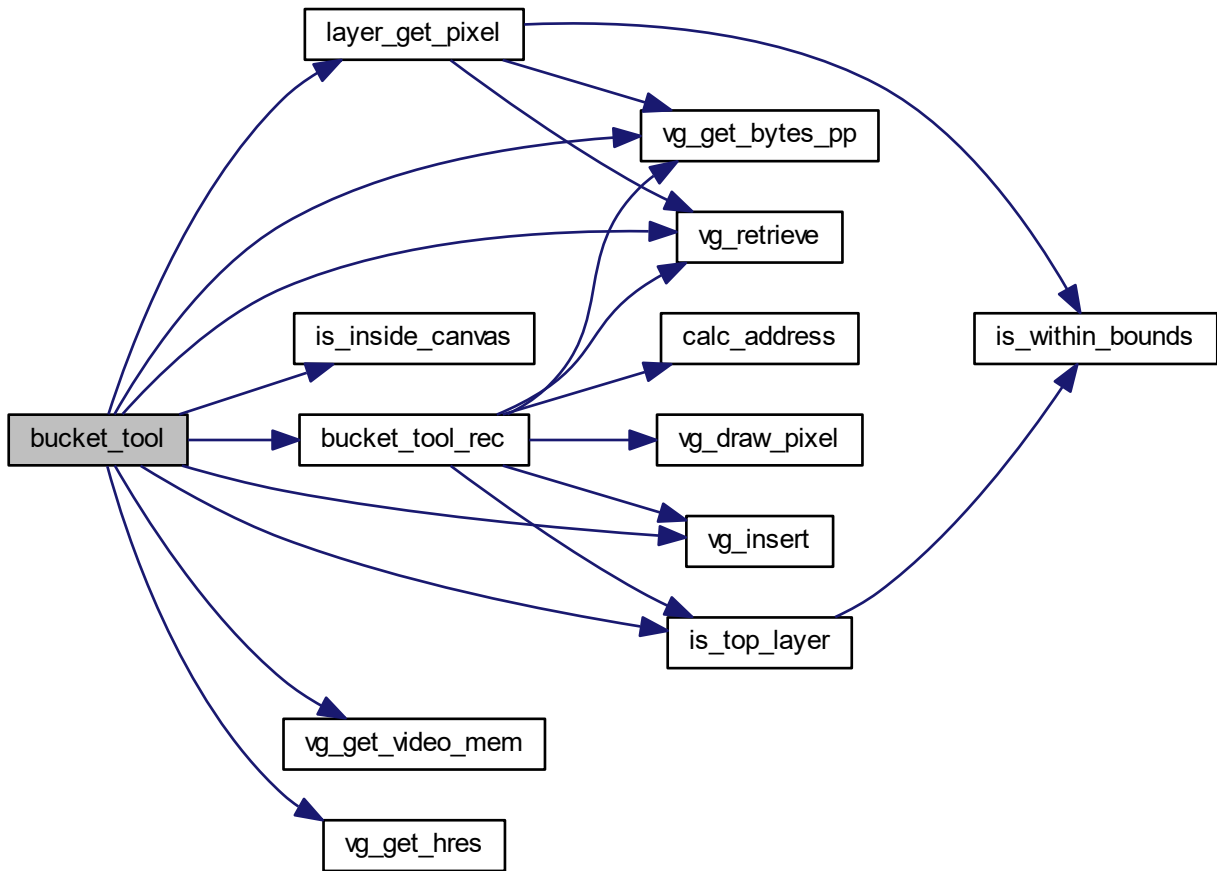 layer_get_pixel
vg_get_bytes_pp
vg_retrieve
is_inside_canvas
calc_address
is_within_bounds
bucket_tool
bucket_tool_rec
vg_draw_pixel
vg_insert
is_top_layer
vg_get_video_mem
vg_get_hres